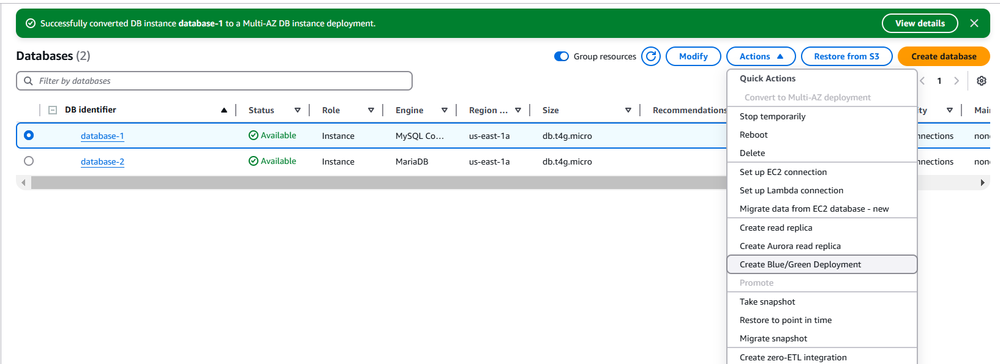 Successfully converted DB instance database-1 to a Multi-AZ DB instance deployment.
View details
Databases (2)
Group resources
Modify
Actions
Restore from S3
Create database
Filter by databases
1
DB identifier
Status
Role
Engine
Region ...
Size
Recommendations
ity
Main
database-1
Available
Instance
MySQL Co...
us-east-1a
db.t4g.micro
nnections
none
database-2
Available
Instance
MariaDB
us-east-1a
db.t4g.micro
nnections
none
Quick Actions
Convert to Multi-AZ deployment
Stop temporarily
Reboot
Delete
Set up EC2 connection
Set up Lambda connection
Migrate data from EC2 database - new
Create read replica
Create Aurora read replica
Create Blue/Green Deployment
Promote
Take snapshot
Restore to point in time
Migrate snapshot
Create zero-ETL integration